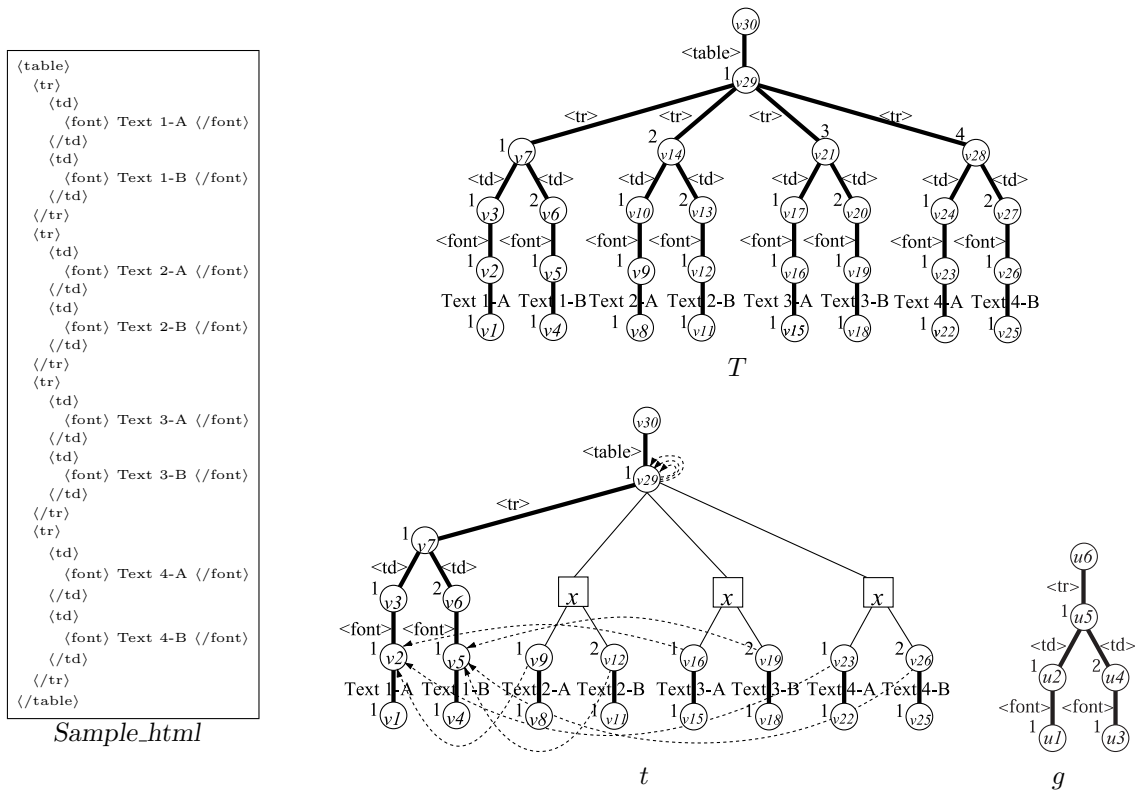 ⟨table⟩
⟨tr⟩
⟨td⟩
⟨font⟩ Text 1-A ⟨/font⟩
⟨/td⟩
⟨td⟩
⟨font⟩ Text 1-B ⟨/font⟩
⟨/td⟩
⟨/tr⟩
⟨tr⟩
⟨td⟩
⟨font⟩ Text 2-A ⟨/font⟩
⟨/td⟩
⟨td⟩
⟨font⟩ Text 2-B ⟨/font⟩
⟨/td⟩
⟨/tr⟩
⟨tr⟩
⟨td⟩
⟨font⟩ Text 3-A ⟨/font⟩
⟨/td⟩
⟨td⟩
⟨font⟩ Text 3-B ⟨/font⟩
⟨/td⟩
⟨/tr⟩
⟨tr⟩
⟨td⟩
⟨font⟩ Text 4-A ⟨/font⟩
⟨/td⟩
⟨td⟩
⟨font⟩ Text 4-B ⟨/font⟩
⟨/td⟩
⟨/tr⟩
⟨/table⟩
Sample_html
v30
<table>
1 v29
<tr> <tr> <tr> <tr>
1 v7 2 v14 3 v21 4 v28
<td> <td> <td> <td> <td> <td> <td> <td>
1 v3 2 v6 1 v10 2 v13 1 v17 2 v20 1 v24 2 v27
<font> <font> <font> <font> <font> <font> <font> <font>
1 v2 1 v5 1 v9 1 v12 1 v16 1 v19 1 v23 1 v26
Text 1-A Text 1-B Text 2-A Text 2-B Text 3-A Text 3-B Text 4-A Text 4-B
1 v1 1 v4 1 v8 1 v11 1 v15 1 v18 1 v22 1 v25
T
v30
<table>
1 v29
<tr>
1 v7
<td> <td>
1 v3 2 v6 x x x
<font> <font>
1 v2 1 v5 1 v9 2 v12 1 v16 2 v19 1 v23 2 v26
Text 1-A Text 1-B Text 2-A Text 2-B Text 3-A Text 3-B Text 4-A Text 4-B
1 v1 1 v4 1 v8 1 v11 1 v15 1 v18 1 v22 1 v25
t
u6
<tr>
1 u5
<td> <td>
1 u2 2 u4
<font> <font>
1 u1 1 u3
g